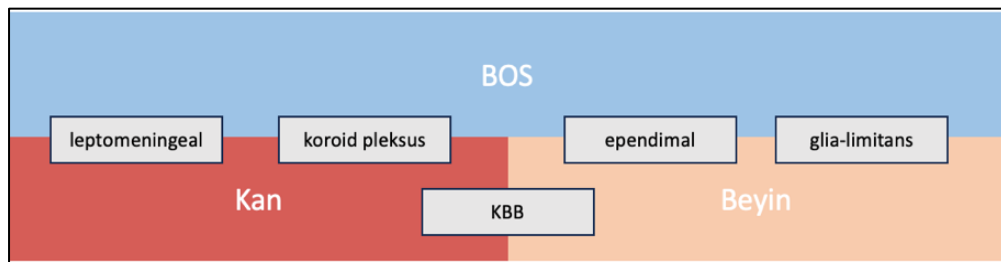 BOS
leptomeningeal
koroid pleksus
ependimal
glia-limitans
Kan
KBB
Beyin